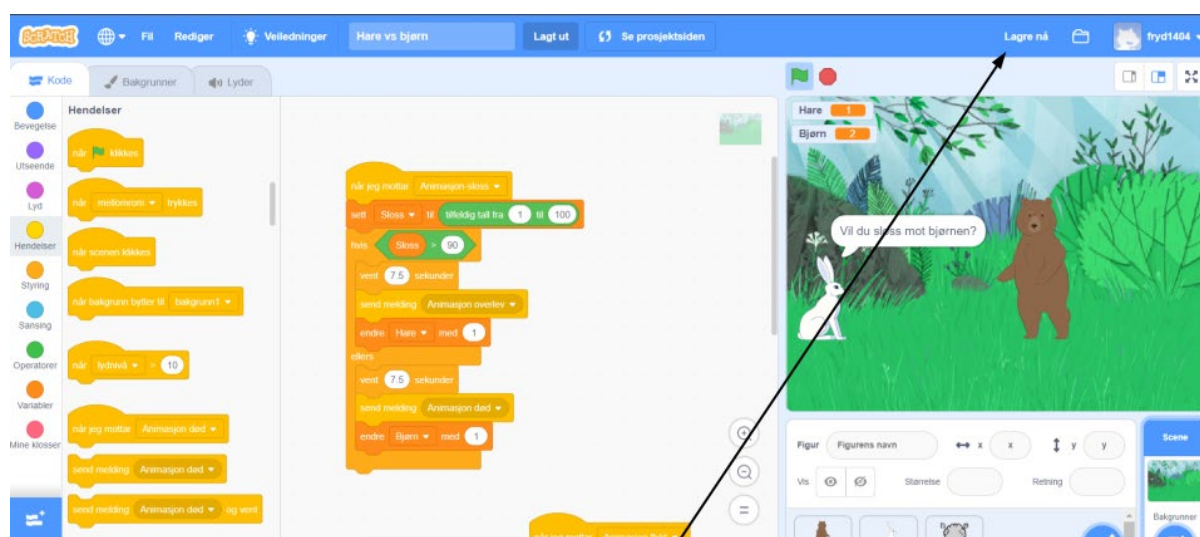 SCRATCH Fil Rediger Veiledninger Hare vs bjørn Lagt ut Se prosjektsiden Lagre nå fryd1404
Kode Bakgrunner Lyder
Bevegelse
Utseende
Lyd
Hendelser
Styring
Sansing
Operatorer
Variabler
Mine klosser
Hendelser
når klikkes
når mellomrom trykkes
når scenen klikkes
når bakgrunn bytter til bakgrunn1
når lydnivå > 10
når jeg mottar Animasjon død
send melding Animasjon død
send melding Animasjon død og vent
når jeg mottar Animasjon-sloss
sett Sloss til tilfeldig tall fra 1 til 100
hvis Sloss > 90
vent 7.5 sekunder
send melding Animasjon overlev
endre Hare med 1
ellers
vent 7.5 sekunder
send melding Animasjon død
endre Bjørn med 1
når jeg mottar Animasjon
Hare 1
Bjørn 2
Vil du sløss mot bjørnen?
Figur Figurens navn x x y y
Vis Størrelse Retning
Scene
Bakgrunner